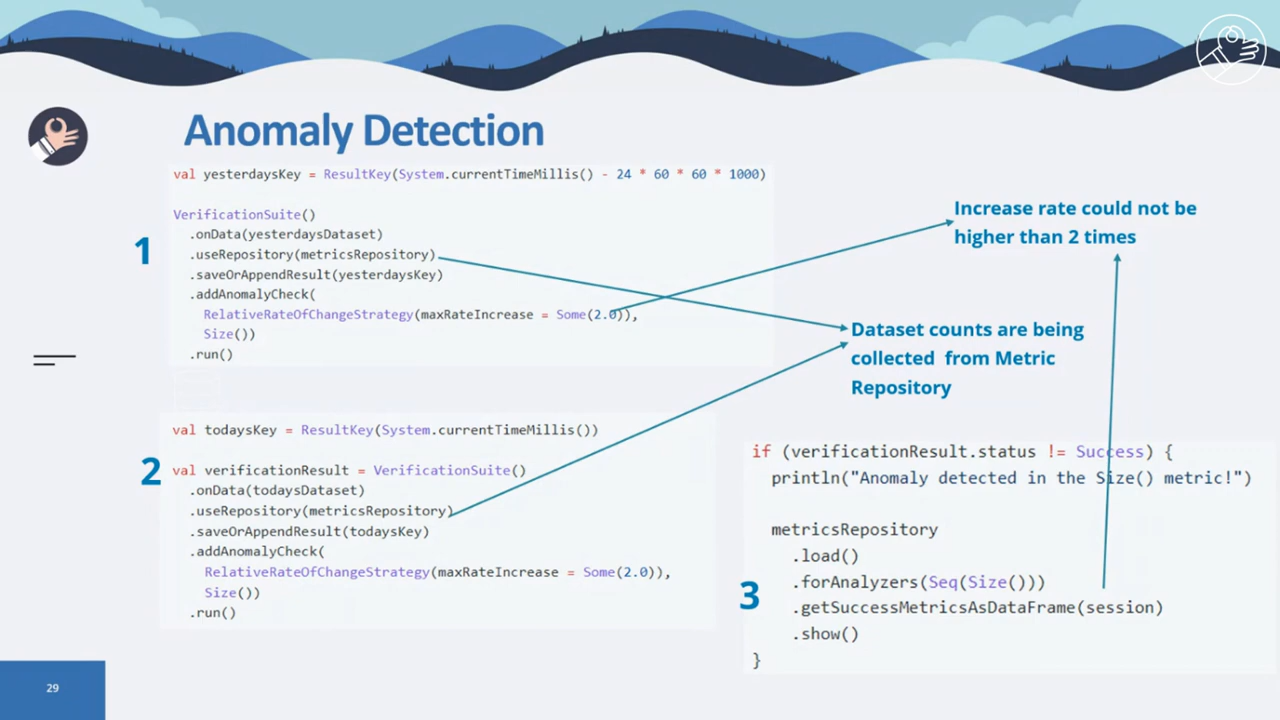 Anomaly Detection
val yesterdaysKey = ResultKey(System.currentTimeMillis() - 24 * 60 * 60 * 1000)
1
VerificationSuite()
.onData(yesterdaysDataset)
.useRepository(metricsRepository)
.saveOrAppendResult(yesterdaysKey)
.addAnomalyCheck(
RelativeRateOfChangeStrategy(maxRateIncrease = Some(2.0)),
Size())
.run()
Increase rate could not be
higher than 2 times
Dataset counts are being
collected from Metric
Repository
val todaysKey = ResultKey(System.currentTimeMillis())
2
val verificationResult = VerificationSuite()
.onData(todaysDataset)
.useRepository(metricsRepository)
.saveOrAppendResult(todaysKey)
.addAnomalyCheck(
RelativeRateOfChangeStrategy(maxRateIncrease = Some(2.0)),
Size())
.run()
3
if (verificationResult.status != Success) {
println("Anomaly detected in the Size() metric!")
metricsRepository
.load()
.forAnalyzers(Seq(Size()))
.getSuccessMetricsAsDataFrame(session)
.show()
}
29